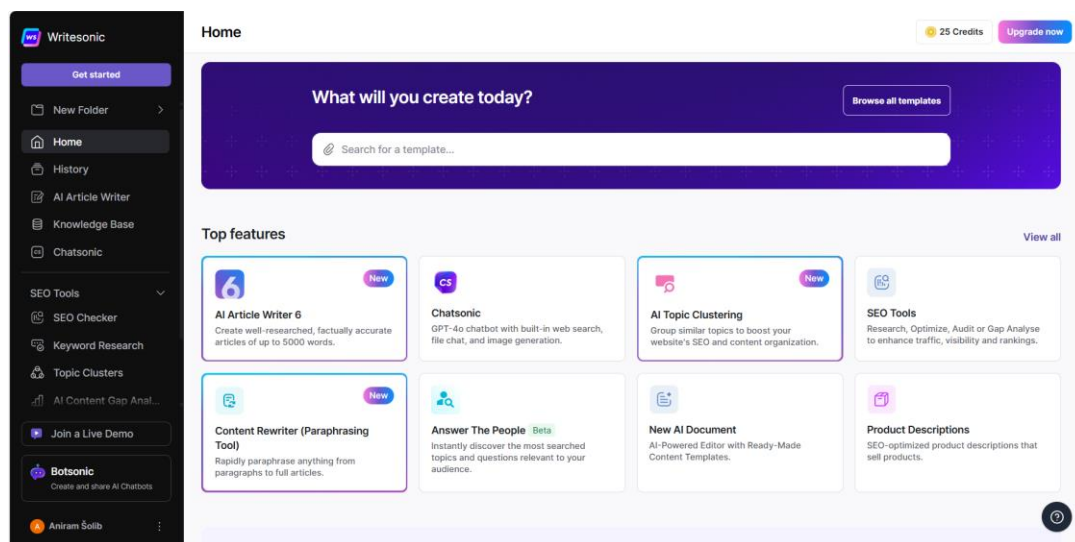 Writesonic
Get started
New Folder
Home
History
AI Article Writer
Knowledge Base
Chatsonic
SEO Tools
SEO Checker
Keyword Research
Topic Clusters
AI Content Gap Anal...
Join a Live Demo
Botsonic
Create and share AI Chatbots
A
Aniram Šolib
Home
25 Credits
Upgrade now
What will you create today?
Browse all templates
Search for a template...
Top features
View all
6
New
AI Article Writer 6
Create well-researched, factually accurate
articles of up to 5000 words.
CS
Chatsonic
GPT-4o chatbot with built-in web search,
file chat, and image generation.
New
AI Topic Clustering
Group similar topics to boost your
website's SEO and content organization.
SEO Tools
Research, Optimize, Audit or Gap Analyse
to enhance traffic, visibility and rankings.
New
Content Rewriter (Paraphrasing
Tool)
Rapidly paraphrase anything from
paragraphs to full articles.
Answer The People Beta
Instantly discover the most searched
topics and questions relevant to your
audience.
New AI Document
AI-Powered Editor with Ready-Made
Content Templates.
Product Descriptions
SEO-optimized product descriptions that
sell products.